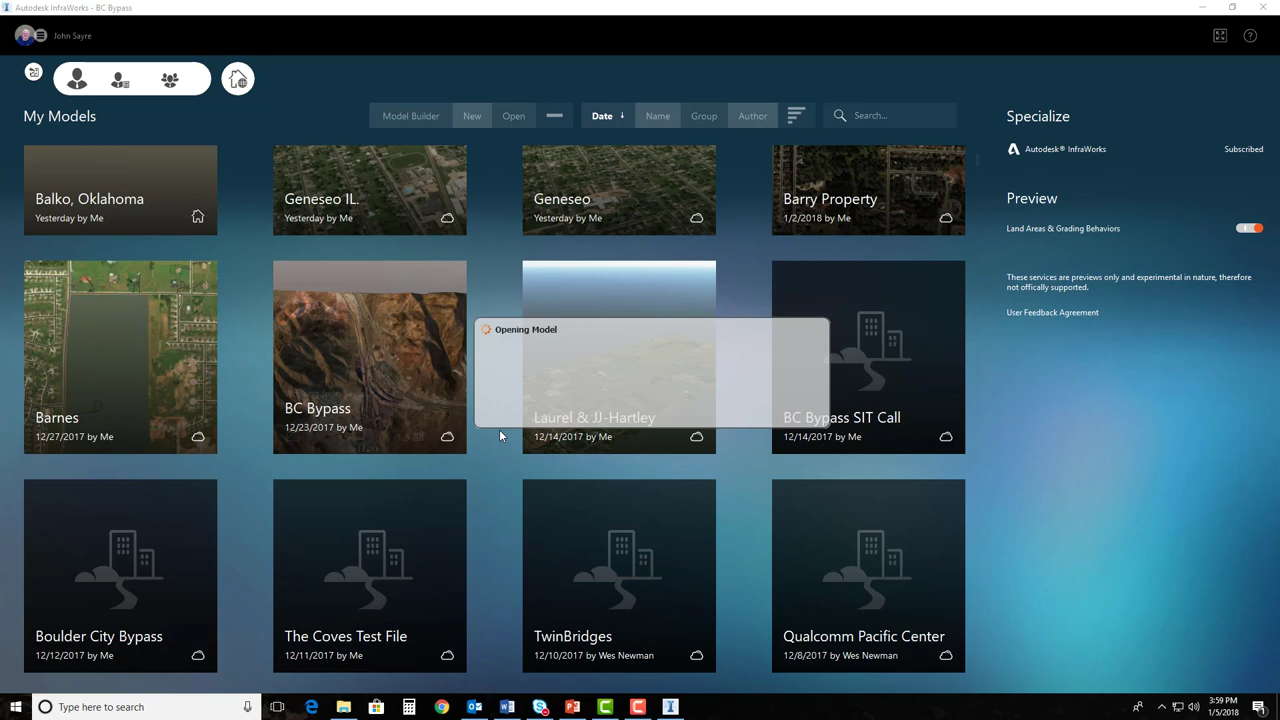 Autodesk InfraWorks - BC Bypass
John Sayre
My Models
Model Builder New Open Date ↓ Name Group Author Search...
Specialize
Autodesk® InfraWorks Subscribed
Preview
Land Areas & Grading Behaviors
These services are previews only and experimental in nature, therefore
not offically supported.
User Feedback Agreement
Balko, Oklahoma
Yesterday by Me
Geneseo IL.
Yesterday by Me
Geneseo
Yesterday by Me
Barry Property
1/2/2018 by Me
Opening Model
Barnes
12/27/2017 by Me
BC Bypass
12/23/2017 by Me
Laurel & JJ-Hartley
12/14/2017 by Me
BC Bypass SIT Call
12/14/2017 by Me
Boulder City Bypass
12/12/2017 by Me
The Coves Test File
12/11/2017 by Me
TwinBridges
12/10/2017 by Wes Newman
Qualcomm Pacific Center
12/8/2017 by Wes Newman
Type here to search
3:59 PM
1/5/2018